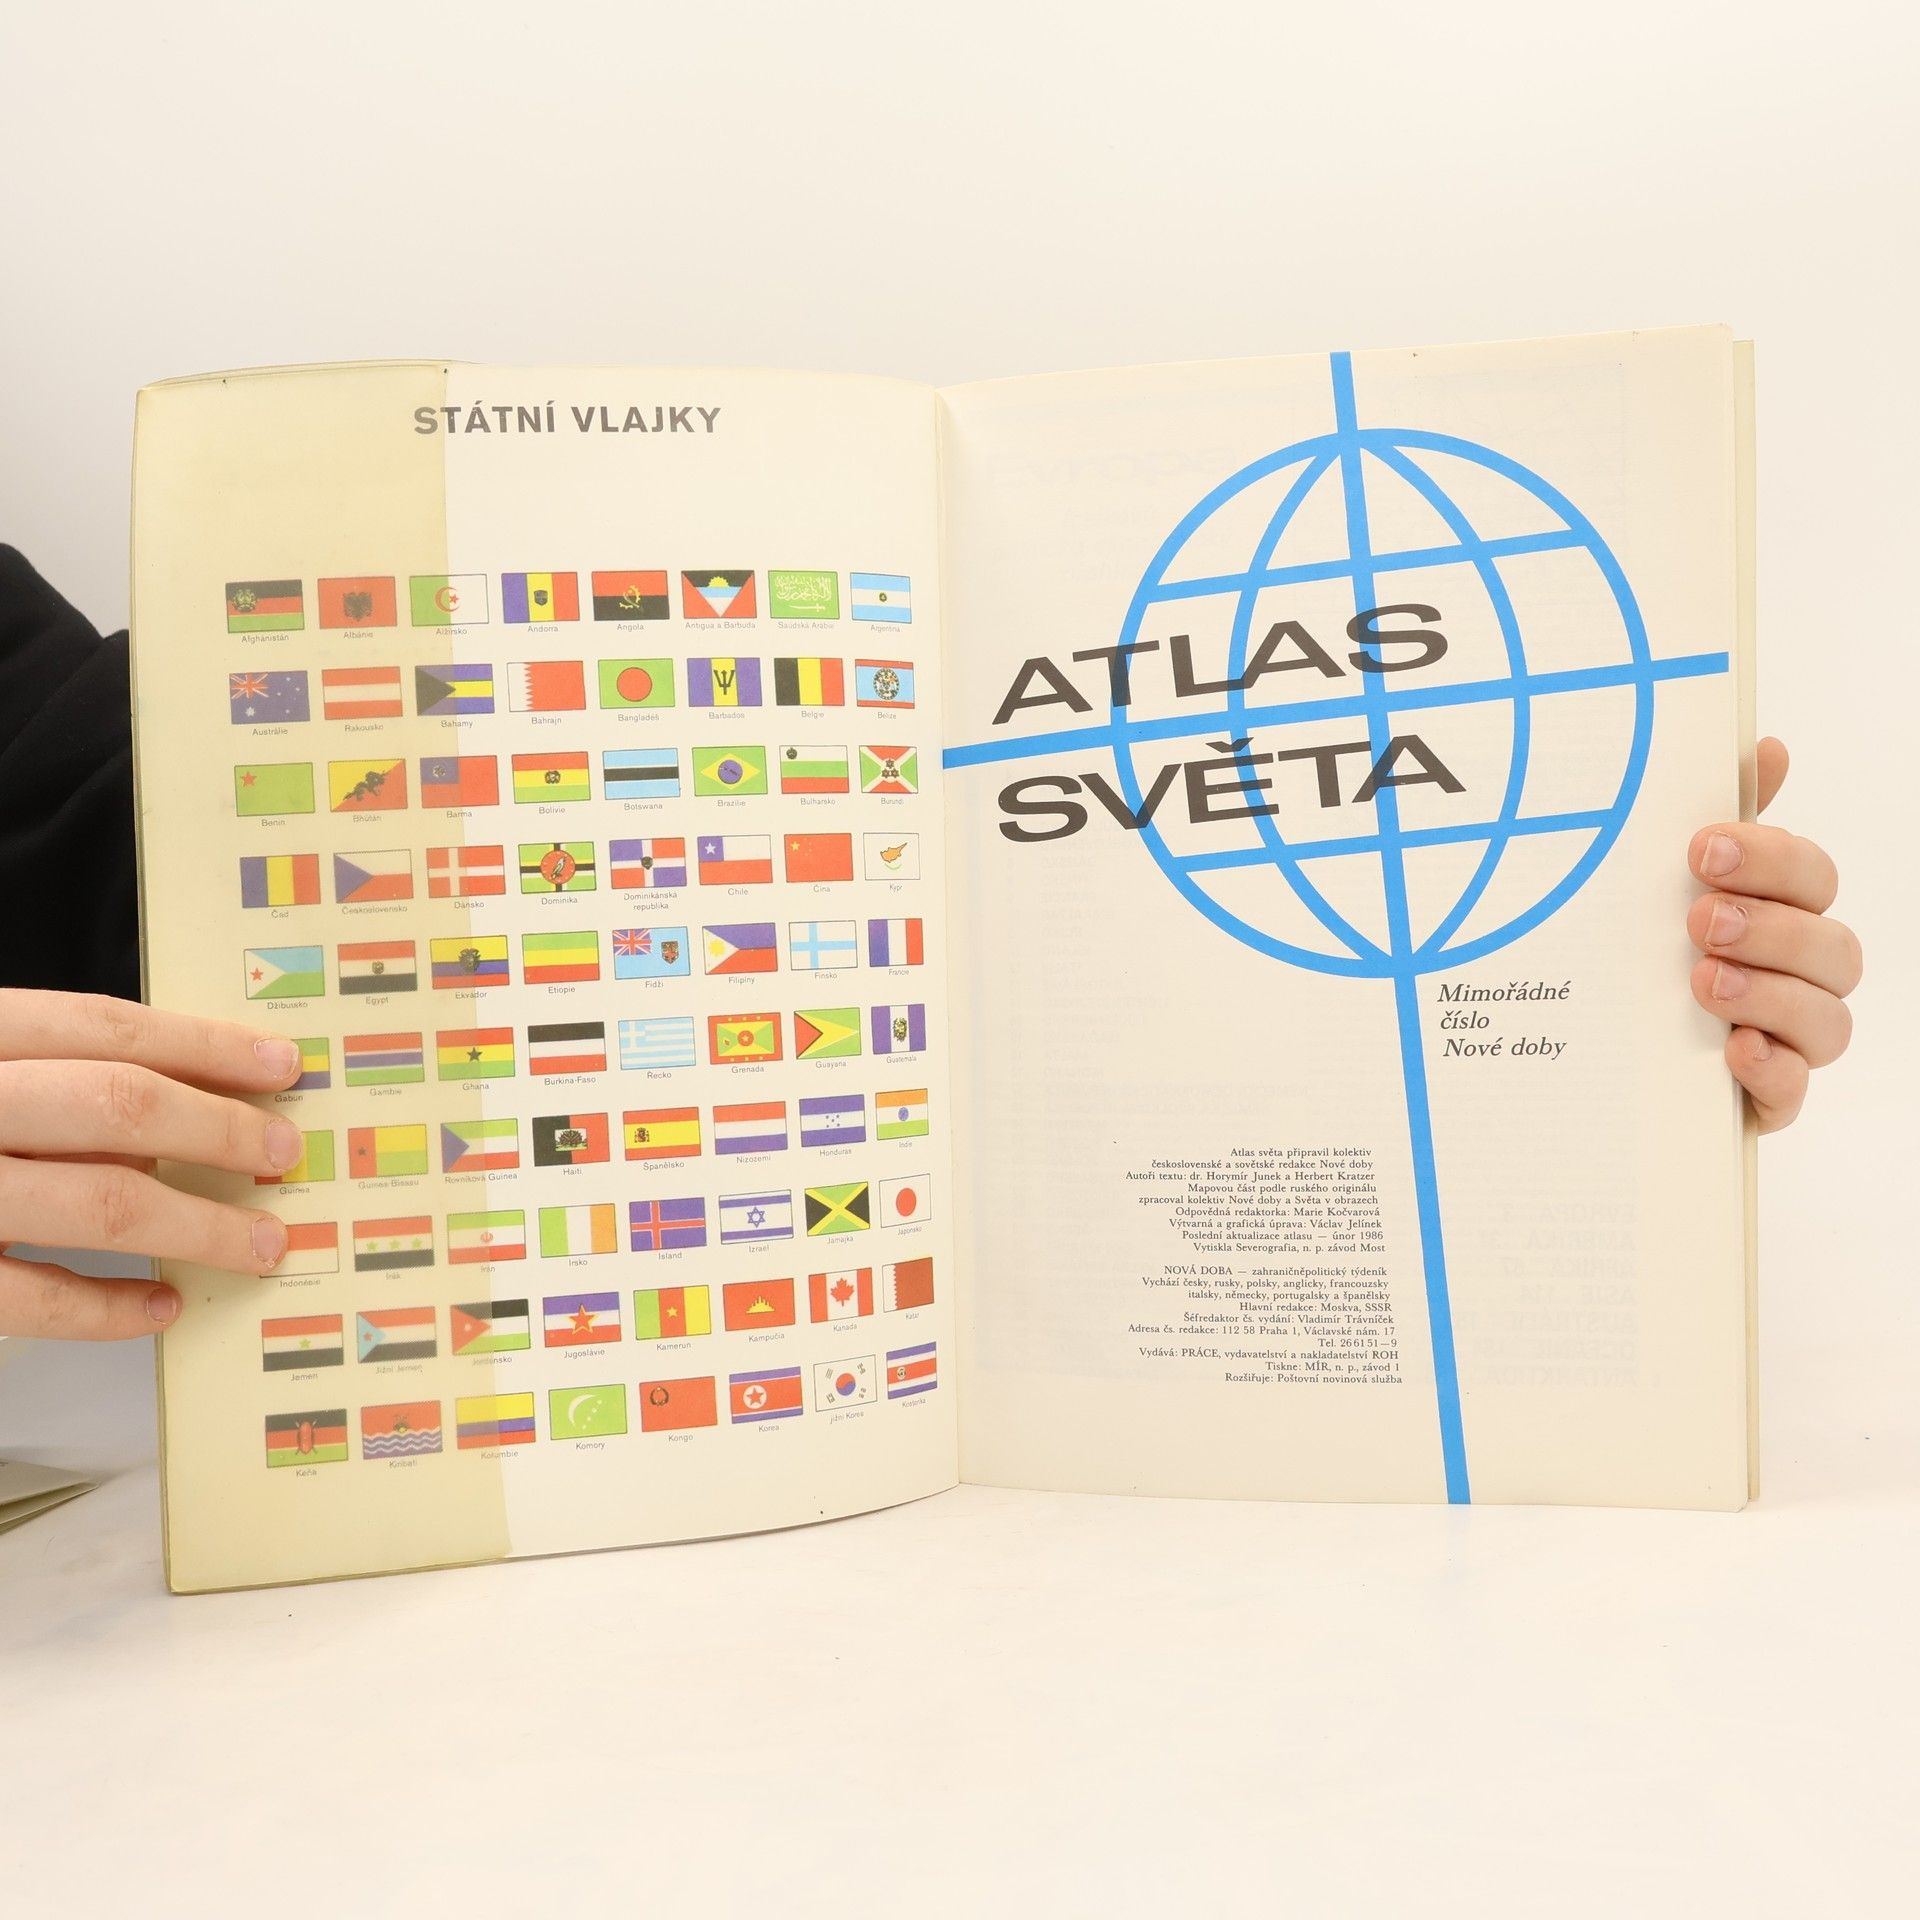 STÁTNÍ VLAJKY
Afghánistán
Albánie
Alžírsko
Andorra
Angola
Antigua a Barbuda
Saúdská Arábie
Argentina
Austrálie
Rakousko
Bahamy
Bahrajn
Bangladéš
Barbados
Belgie
Belize
Benin
Bhútán
Barma
Bolívie
Botswana
Brazílie
Bulharsko
Burundi
Čad
Československo
Dánsko
Dominika
Dominikánská
republika
Chile
Čína
Kypr
Džibutsko
Egypt
Ekvádor
Etiopie
Fidži
Filipíny
Finsko
Francie
Gabun
Gambie
Ghana
Burkina-Faso
Řecko
Grenada
Guayana
Guatemala
Guinea
Guinea-Bissau
Rovníková Guinea
Haiti
Španělsko
Nizozemí
Honduras
Indie
Indonésie
Irák
Írán
Irsko
Island
Izrael
Jamajka
Japonsko
Jemen
Jižní Jemen
Jordánsko
Jugoslávie
Kamerun
Kampučia
Kanada
Katar
Keňa
Kiribati
Kolumbie
Komory
Kongo
Korea
jižní Korea
Kostarika
ATLAS
SVĚTA
Mimořádné
číslo
Nové doby
Atlas světa připravil kolektiv
československé a sovětské redakce Nové doby
Autoři textu: dr. Horymír Junek a Herbert Kratzer
Mapovou část podle ruského originálu
zpracoval kolektiv Nové doby a Světa v obrazech
Odpovědná redaktorka: Marie Kočvarová
Výtvarná a grafická úprava: Václav Jelínek
Poslední aktualizace atlasu — únor 1986
Vytiskla Severografia, n. p. závod Most
NOVÁ DOBA — zahraničněpolitický týdeník
Vychází česky, rusky, polsky, anglicky, francouzsky
italsky, německy, portugalsky a španělsky
Hlavní redakce: Moskva, SSSR
Šéfredaktor čs. vydání: Vladimír Trávníček
Adresa čs. redakce: 112 58 Praha 1, Václavské nám. 17
Tel. 26 61 51—9
Vydává: PRÁCE, vydavatelství a nakladatelství ROH
Tiskne: MÍR, n. p., závod 1
Rozšiřuje: Poštovní novinová služba